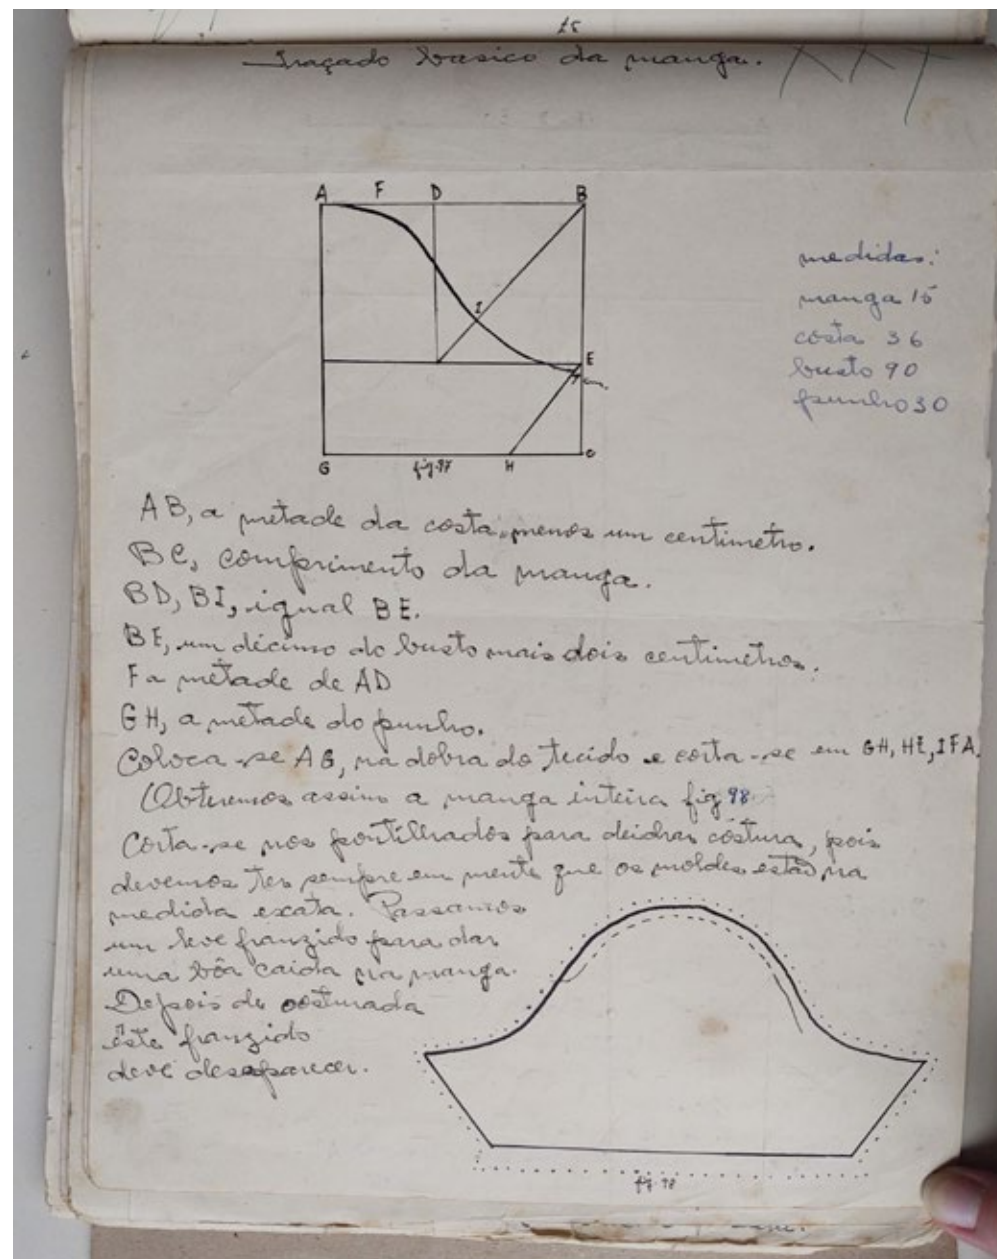 15
Traçado basico da manga.
A F D B
I
E
G fig-97 H C
medidas:
manga 15
costa 36
busto 90
punho 30
AB, a metade da costa, menos um centimetro.
BC, comprimento da manga.
BD, BI, igual BE.
BE, um décimo do busto mais dois centimetros.
F a metade de AD
GH, a metade do punho.
Coloca-se AG, na dobra do tecido e corta-se em GH, HE, IFA.
Obteremos assim a manga inteira fig 98
Corta-se nos pontilhados para deichar costura, pois
devemos ter sempre em mente que os moldes estão na
medida exata. Passamos
um leve franzido para dar
uma bôa caida na manga.
Depois de costurada
êste franzido
deve desaparecer.
fig-98